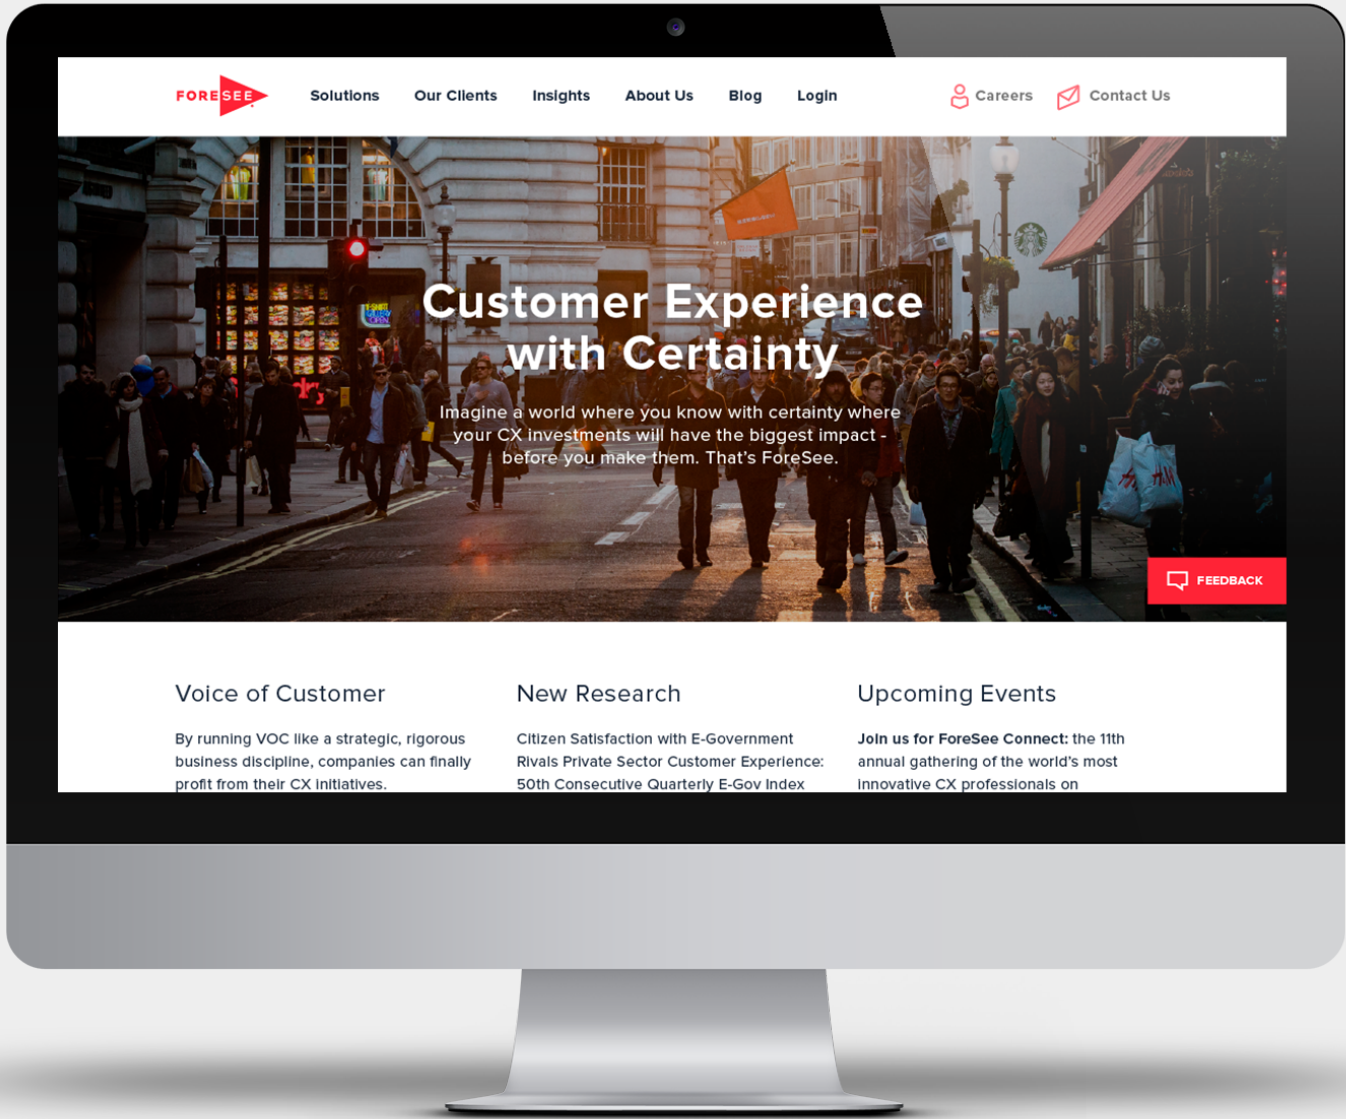 FORESEE
Solutions
Our Clients
Insights
About Us
Blog
Login
Careers
Contact Us
Customer Experience
with Certainty
Imagine a world where you know with certainty where
your CX investments will have the biggest impact -
before you make them. That's ForeSee.
H&M
FEEDBACK
Voice of Customer
By running VOC like a strategic, rigorous
business discipline, companies can finally
profit from their CX initiatives.
New Research
Citizen Satisfaction with E-Government
Rivals Private Sector Customer Experience:
50th Consecutive Quarterly E-Gov Index
Upcoming Events
Join us for ForeSee Connect: the 11th
annual gathering of the world's most
innovative CX professionals on